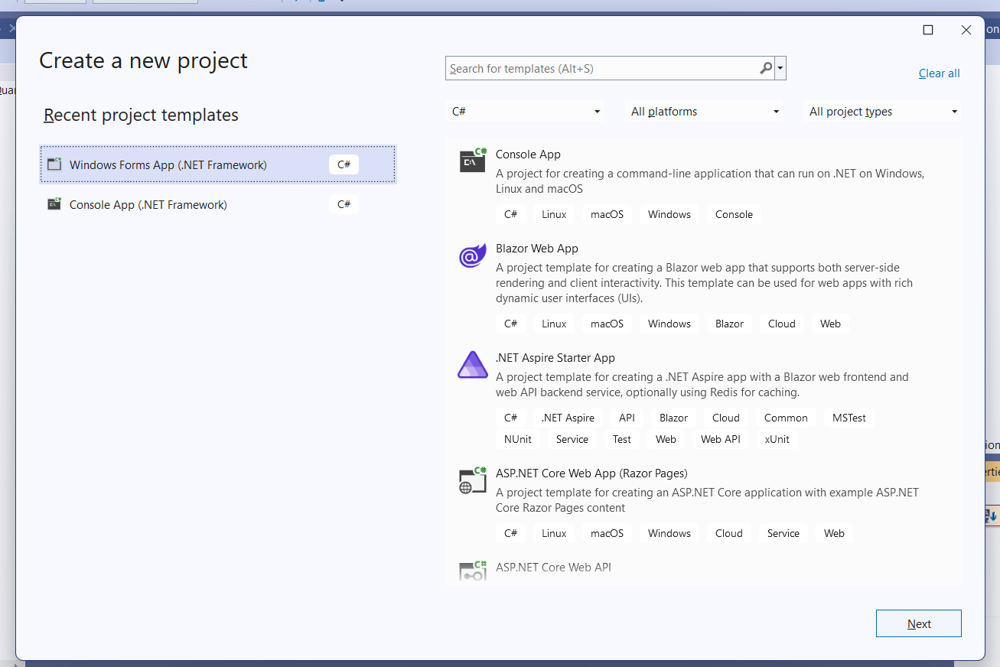 Create a new project
Search for templates (Alt+S)
Clear all
Recent project templates
C#
All platforms
All project types
Windows Forms App (.NET Framework) C#
Console App (.NET Framework) C#
Console App
A project for creating a command-line application that can run on .NET on Windows,
Linux and macOS
C# Linux macOS Windows Console
Blazor Web App
A project template for creating a Blazor web app that supports both server-side
rendering and client interactivity. This template can be used for web apps with rich
dynamic user interfaces (UIs).
C# Linux macOS Windows Blazor Cloud Web
.NET Aspire Starter App
A project template for creating a .NET Aspire app with a Blazor web frontend and
web API backend service, optionally using Redis for caching.
C# .NET Aspire API Blazor Cloud Common MSTest
NUnit Service Test Web Web API xUnit
ASP.NET Core Web App (Razor Pages)
A project template for creating an ASP.NET Core application with example ASP.NET
Core Razor Pages content
C# Linux macOS Windows Cloud Service Web
ASP.NET Core Web API
Next